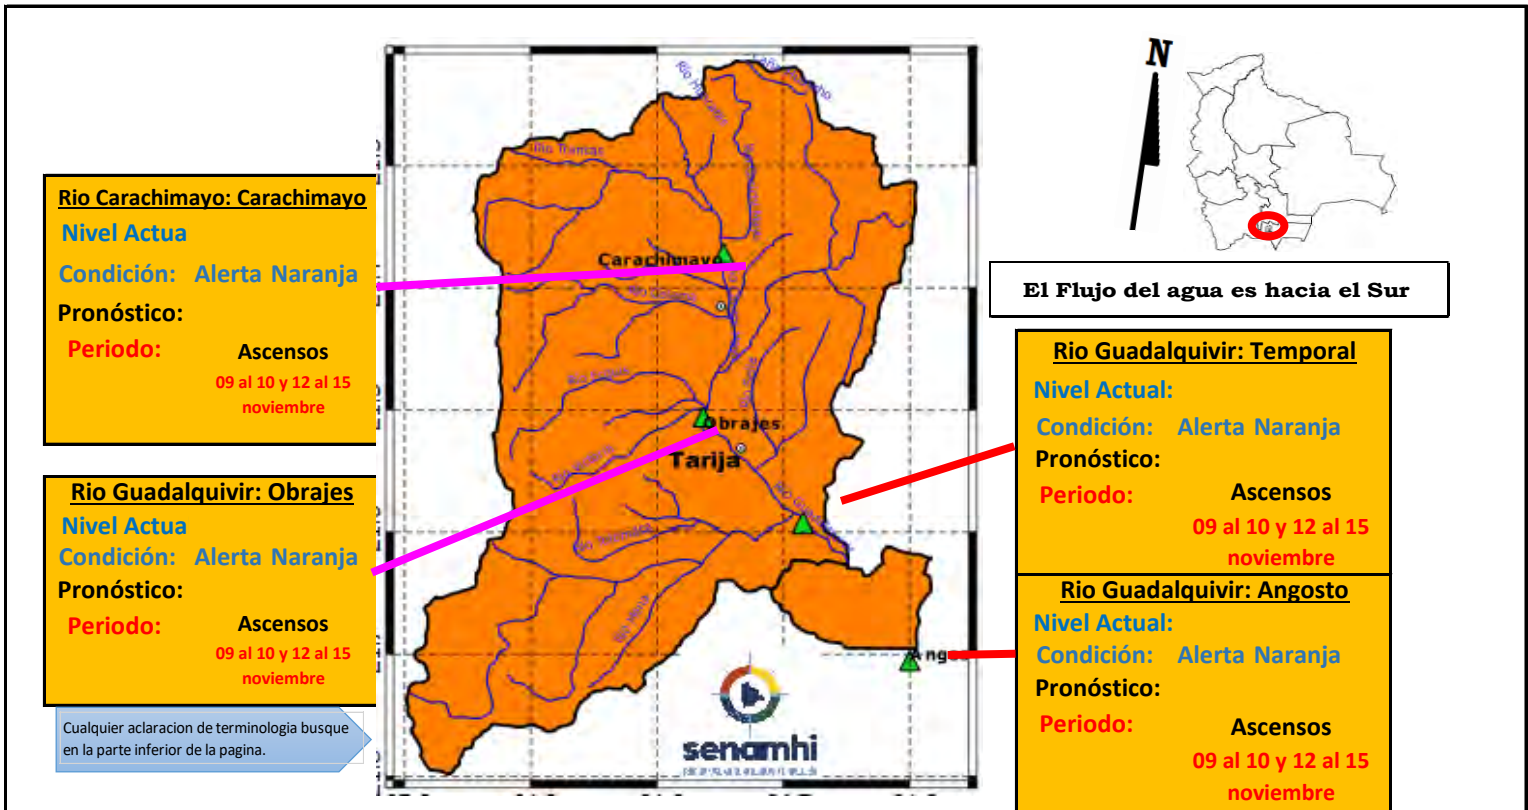 Rio Carachimayo: Carachimayo
Nivel Actua
Condición: Alerta Naranja
Pronóstico:
Periodo: Ascensos
09 al 10 y 12 al 15
noviembre
Rio Guadalquivir: Obrajes
Nivel Actua
Condición: Alerta Naranja
Pronóstico:
Periodo: Ascensos
09 al 10 y 12 al 15
noviembre
Cualquier aclaracion de terminologia busque
en la parte inferior de la pagina.
Carachimayo
Obrajes
Tarija
senamhi
N
El Flujo del agua es hacia el Sur
Rio Guadalquivir: Temporal
Nivel Actual:
Condición: Alerta Naranja
Pronóstico:
Periodo: Ascensos
09 al 10 y 12 al 15
noviembre
Rio Guadalquivir: Angosto
Nivel Actual:
Condición: Alerta Naranja
Pronóstico:
Periodo: Ascensos
09 al 10 y 12 al 15
noviembre